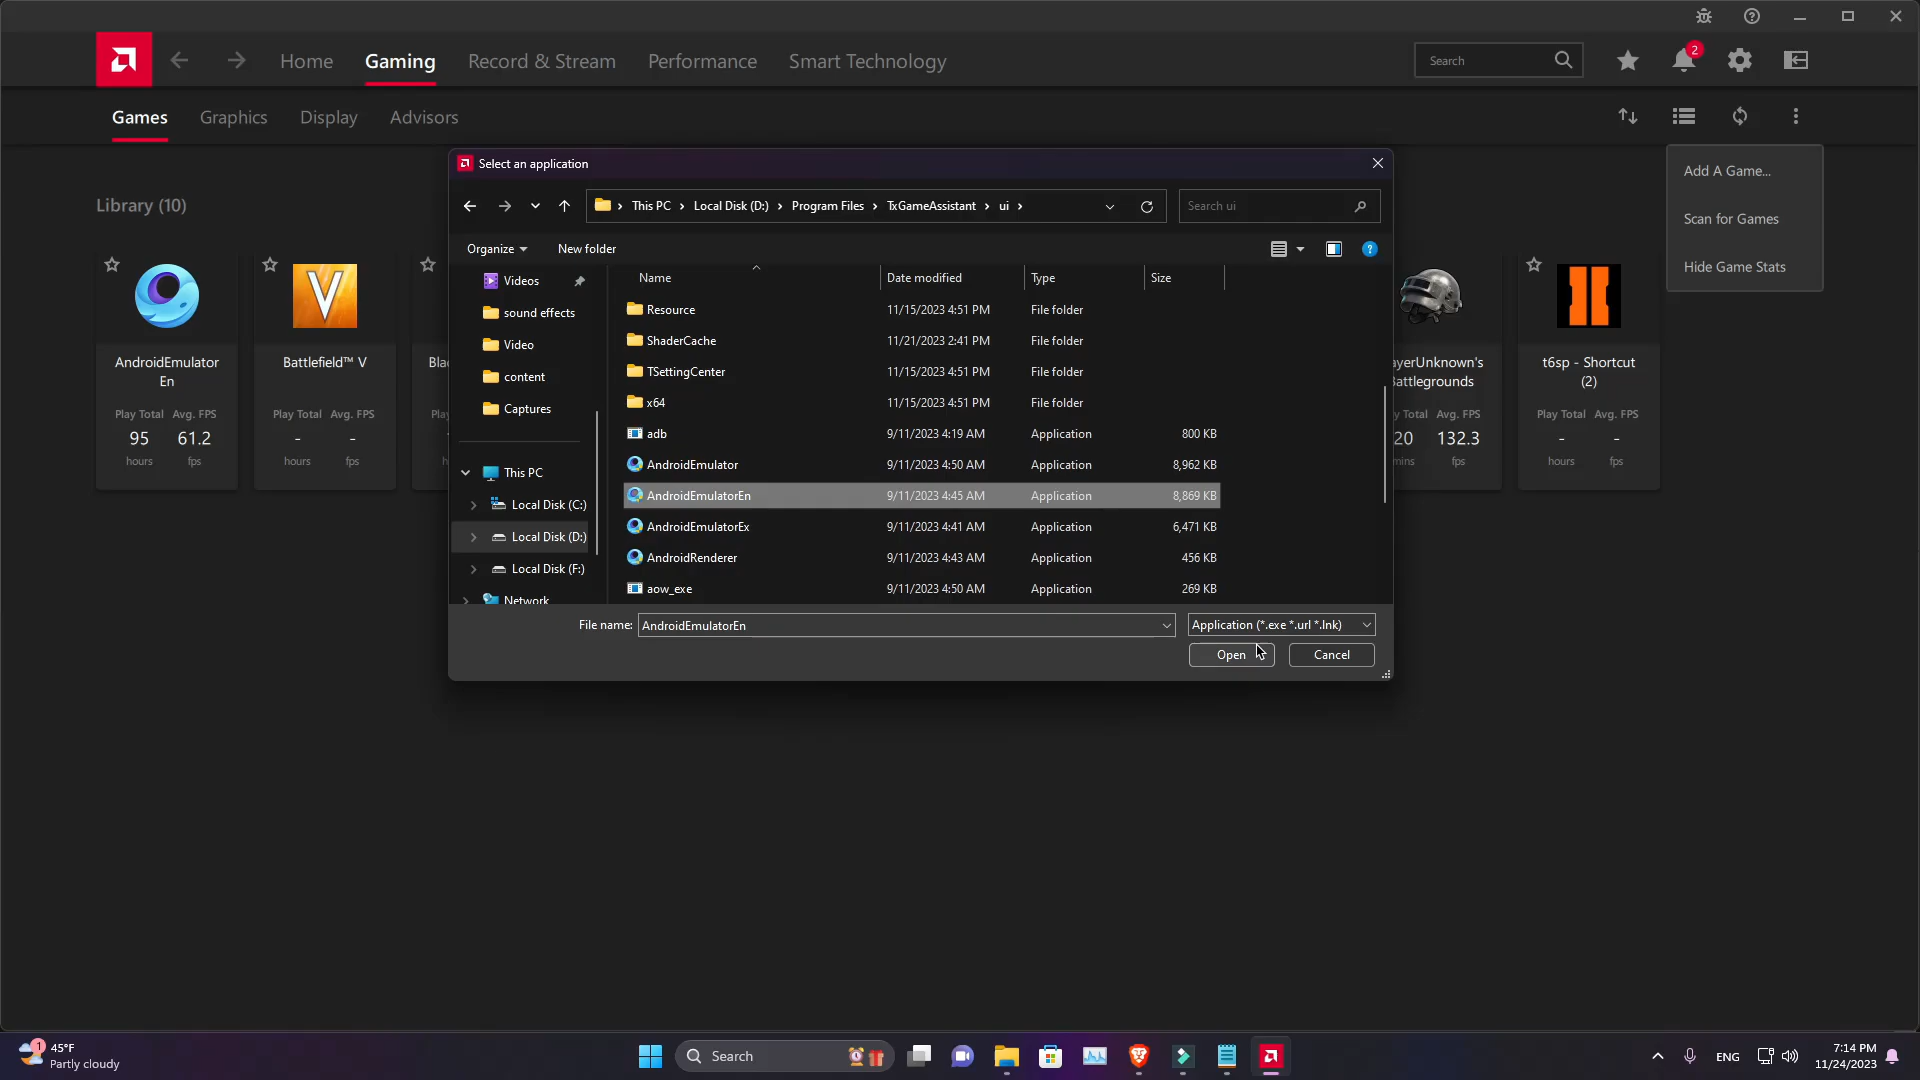 Home
Gaming
Record & Stream
Performance
Smart Technology
Search
2
Games
Graphics
Display
Advisors
Add A Game...
Scan for Games
Hide Game Stats
Library (10)
AndroidEmulator
En
Play Total Avg. FPS
95 61.2
hours fps
Battlefield™ V
Play Total Avg. FPS
- -
hours fps
Select an application
This PC
Local Disk (D:)
Program Files
TxGameAssistant
ui
Search ui
Organize
New folder
Videos
sound effects
Video
content
Captures
This PC
Local Disk (C:)
Local Disk (D:)
Local Disk (F:)
Network
Name Date modified Type Size
Resource 11/15/2023 4:51 PM File folder
ShaderCache 11/21/2023 2:41 PM File folder
TSettingCenter 11/15/2023 4:51 PM File folder
x64 11/15/2023 4:51 PM File folder
adb 9/11/2023 4:19 AM Application 800 KB
AndroidEmulator 9/11/2023 4:50 AM Application 8,962 KB
AndroidEmulatorEn 9/11/2023 4:45 AM Application 8,869 KB
AndroidEmulatorEx 9/11/2023 4:41 AM Application 6,471 KB
AndroidRenderer 9/11/2023 4:43 AM Application 456 KB
aow_exe 9/11/2023 4:50 AM Application 269 KB
File name: AndroidEmulatorEn
Application (*.exe *.url *.lnk)
Open
Cancel
ayerUnknown's
attlegrounds
Total Avg. FPS
20 132.3
mins fps
t6sp - Shortcut
(2)
Play Total Avg. FPS
- -
hours fps
1
45°F
Partly cloudy
Search
ENG
7:14 PM
11/24/2023